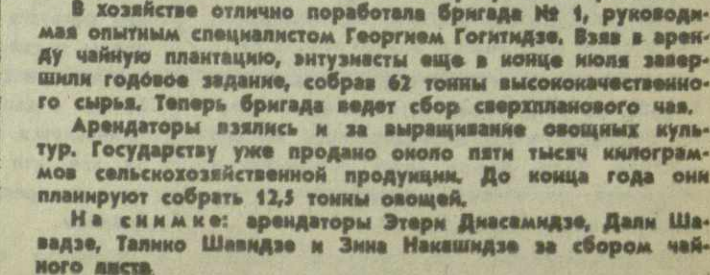 В хозяйстве отлично поработала бригада № 1, руководи-
мая опытным специалистом Георгием Гогитидзе. Взяв в арен-
ду чайную плантацию, энтузиасты еще в конце июля завер-
шили годовое задание, собрав 62 тонны высококачественно-
го сырья. Теперь бригада ведет сбор сверхпланового чая.
Арендаторы взялись и за выращивание овощных куль-
тур. Государству уже продано около пяти тысяч килограм-
мов сельскохозяйственной продукции. До конца года они
планируют собрать 12,5 тонны овощей.
На снимке: арендаторы Этери Диасамидзе, Дали Ша-
вадзе, Талико Шавидзе и Зина Накашидзе за сбором чай-
ного листа